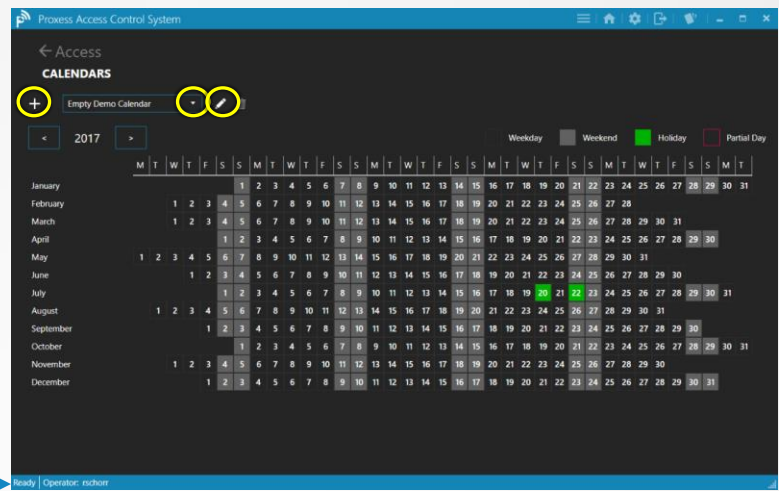 Proxess Access Control System
Access
CALENDARS
Empty Demo Calendar
< 2017 > Weekday Weekend Holiday Partial Day
M T W T F S S M T W T F S S M T W T F S S M T W T F S S M T W T F S S M T
January 1 2 3 4 5 6 7 8 9 10 11 12 13 14 15 16 17 18 19 20 21 22 23 24 25 26 27 28 29 30 31
February 1 2 3 4 5 6 7 8 9 10 11 12 13 14 15 16 17 18 19 20 21 22 23 24 25 26 27 28
March 1 2 3 4 5 6 7 8 9 10 11 12 13 14 15 16 17 18 19 20 21 22 23 24 25 26 27 28 29 30 31
April 1 2 3 4 5 6 7 8 9 10 11 12 13 14 15 16 17 18 19 20 21 22 23 24 25 26 27 28 29 30
May 1 2 3 4 5 6 7 8 9 10 11 12 13 14 15 16 17 18 19 20 21 22 23 24 25 26 27 28 29 30 31
June 1 2 3 4 5 6 7 8 9 10 11 12 13 14 15 16 17 18 19 20 21 22 23 24 25 26 27 28 29 30
July 1 2 3 4 5 6 7 8 9 10 11 12 13 14 15 16 17 18 19 20 21 22 23 24 25 26 27 28 29 30 31
August 1 2 3 4 5 6 7 8 9 10 11 12 13 14 15 16 17 18 19 20 21 22 23 24 25 26 27 28 29 30 31
September 1 2 3 4 5 6 7 8 9 10 11 12 13 14 15 16 17 18 19 20 21 22 23 24 25 26 27 28 29 30
October 1 2 3 4 5 6 7 8 9 10 11 12 13 14 15 16 17 18 19 20 21 22 23 24 25 26 27 28 29 30 31
November 1 2 3 4 5 6 7 8 9 10 11 12 13 14 15 16 17 18 19 20 21 22 23 24 25 26 27 28 29 30
December 1 2 3 4 5 6 7 8 9 10 11 12 13 14 15 16 17 18 19 20 21 22 23 24 25 26 27 28 29 30 31
Ready Operator: rschorr